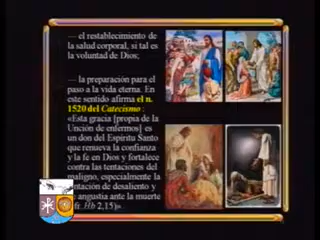 — el restablecimiento de
la salud corporal, si tal es
la voluntad de Dios;
— la preparación para el
paso a la vida eterna. En
este sentido afirma el n.
1520 del Catecismo :
«Esta gracia [propia de la
Unción de enfermos] es
un don del Espíritu Santo
que renueva la confianza
y la fe en Dios y fortalece
contra las tentaciones del
maligno, especialmente la
tentación de desaliento y
de angustia ante la muerte
(cfr. Hb 2,15)».